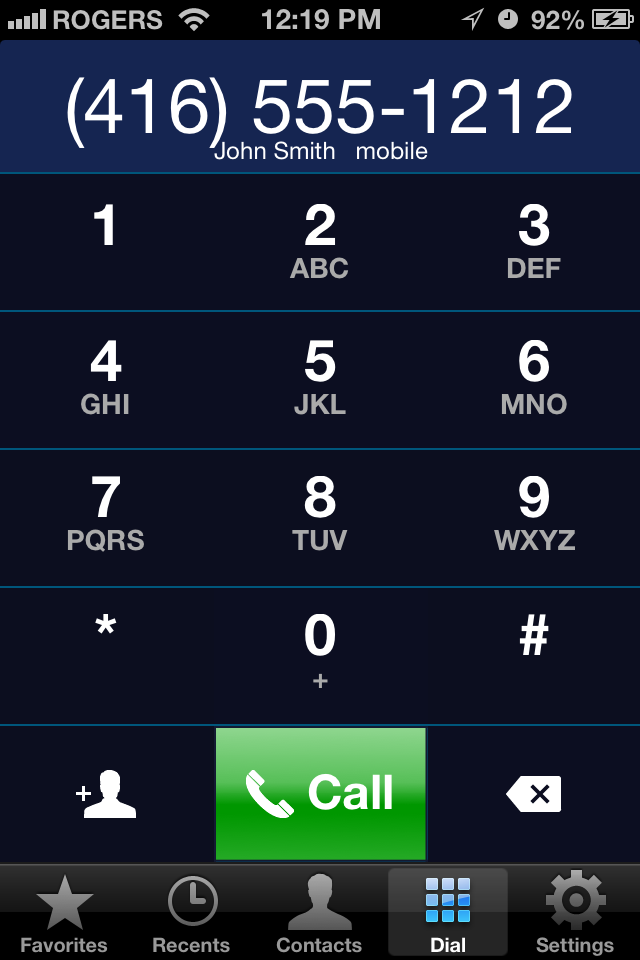 ROGERS 12:19 PM 92%
(416) 555-1212
John Smith mobile
1 2 3
ABC DEF
4 5 6
GHI JKL MNO
7 8 9
PQRS TUV WXYZ
* 0 #
+
+ Call
Favorites Recents Contacts Dial Settings